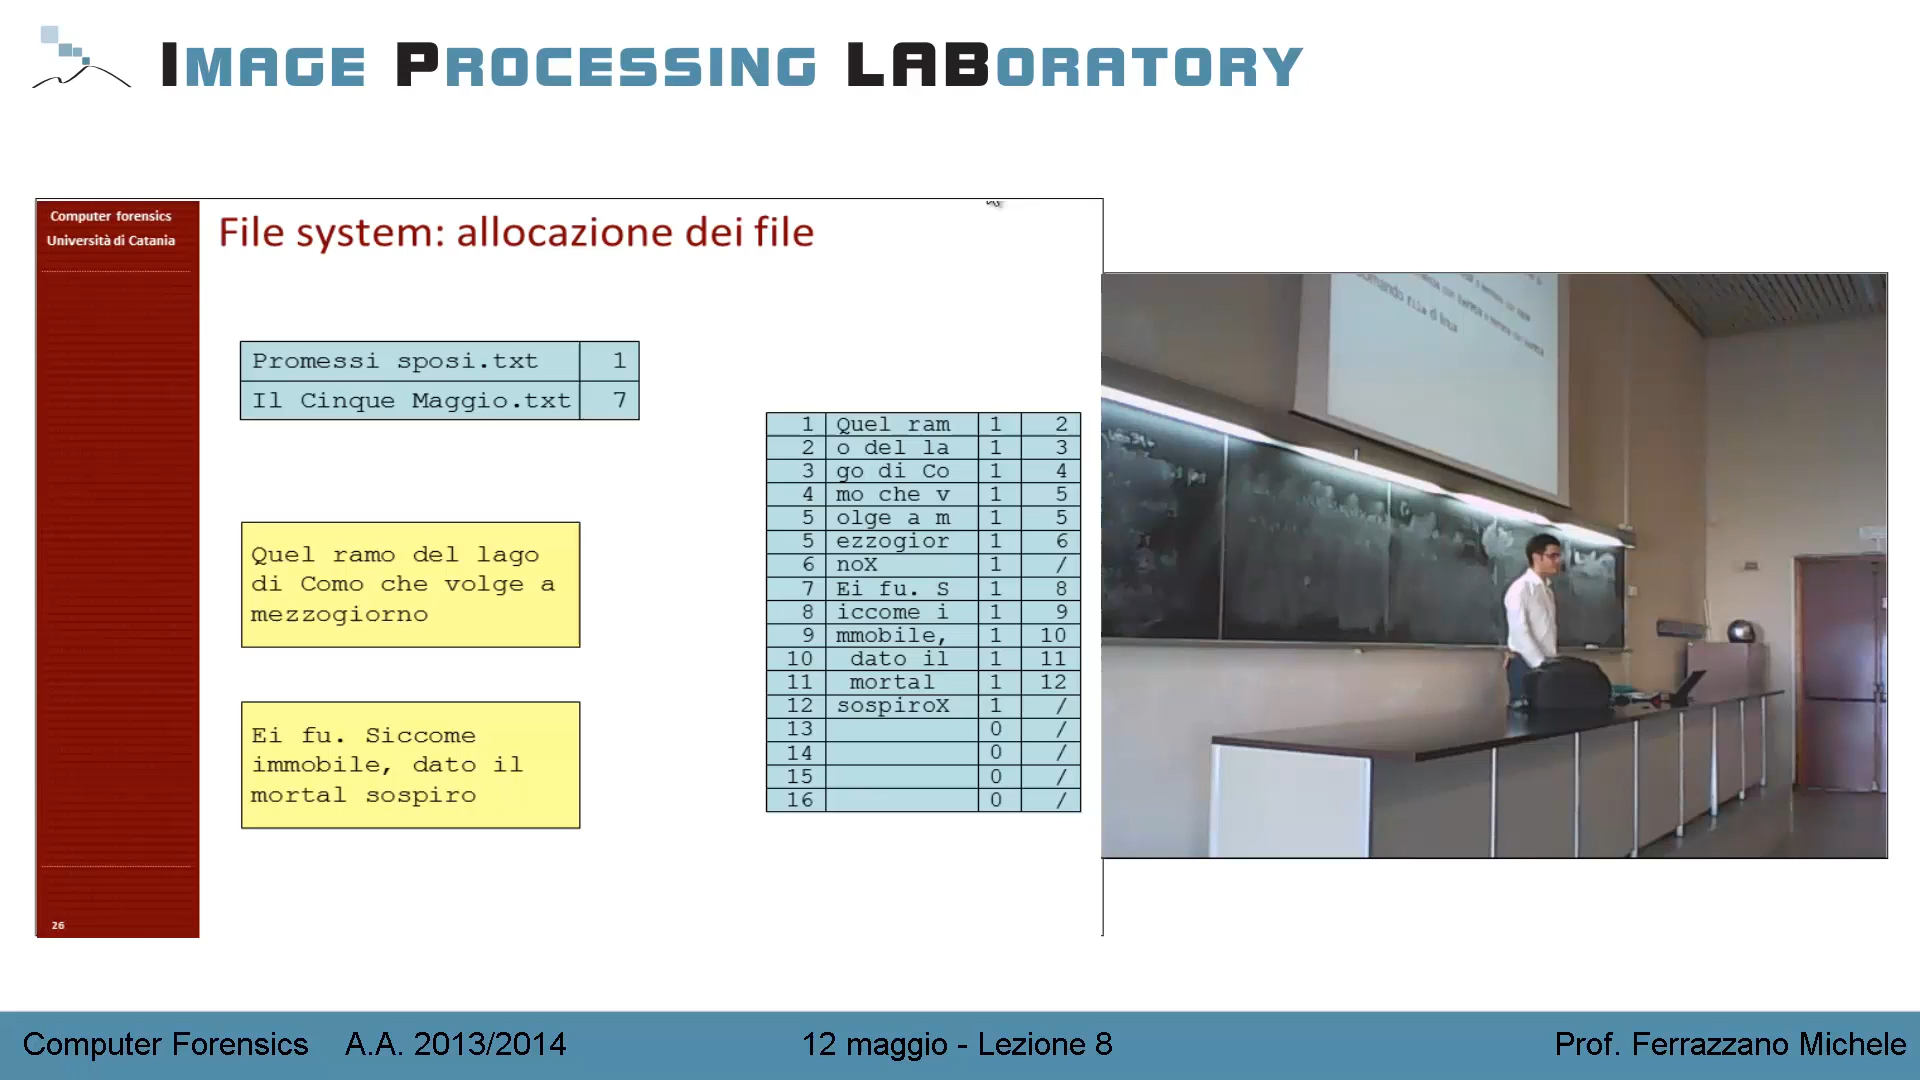 IMAGE PROCESSING LABORATORY
Computer forensics
Università di Catania
File system: allocazione dei file
Promessi sposi.txt 1
Il Cinque Maggio.txt 7
Quel ramo del lago
di Como che volge a
mezzogiorno
Ei fu. Siccome
immobile, dato il
mortal sospiro
1 Quel ram 1 2
2 o del la 1 3
3 go di Co 1 4
4 mo che v 1 5
5 olge a m 1 5
5 ezzogior 1 6
6 noX 1 /
7 Ei fu. S 1 8
8 iccome i 1 9
9 mmobile, 1 10
10 dato il 1 11
11 mortal 1 12
12 sospiroX 1 /
13 0 /
14 0 /
15 0 /
16 0 /
26
Computer Forensics A.A. 2013/2014 12 maggio - Lezione 8 Prof. Ferrazzano Michele